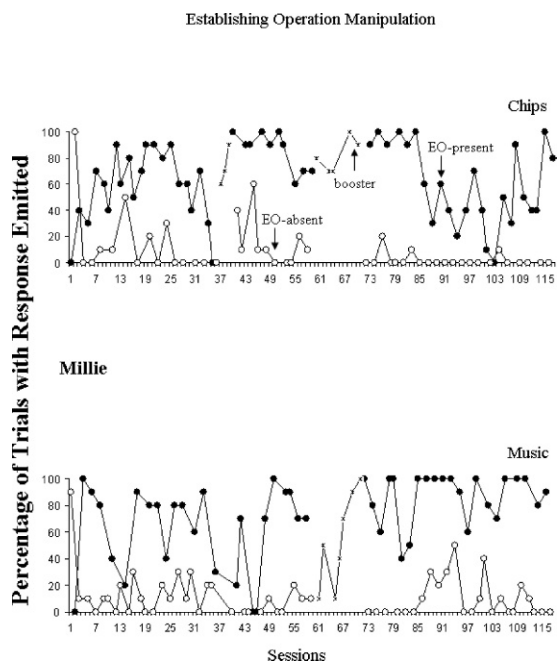 Establishing Operation Manipulation
Chips
100
80
60
40
20
0
EO-present
booster
EO-absent
1 7 13 19 25 31 37 43 49 55 61 67 73 79 85 91 97 103 109 115
Millie
Percentage of Trials with Response Emitted
Music
100
80
60
40
20
0
1 7 13 19 25 31 37 43 49 55 61 67 73 79 85 91 97 103 109 115
Sessions